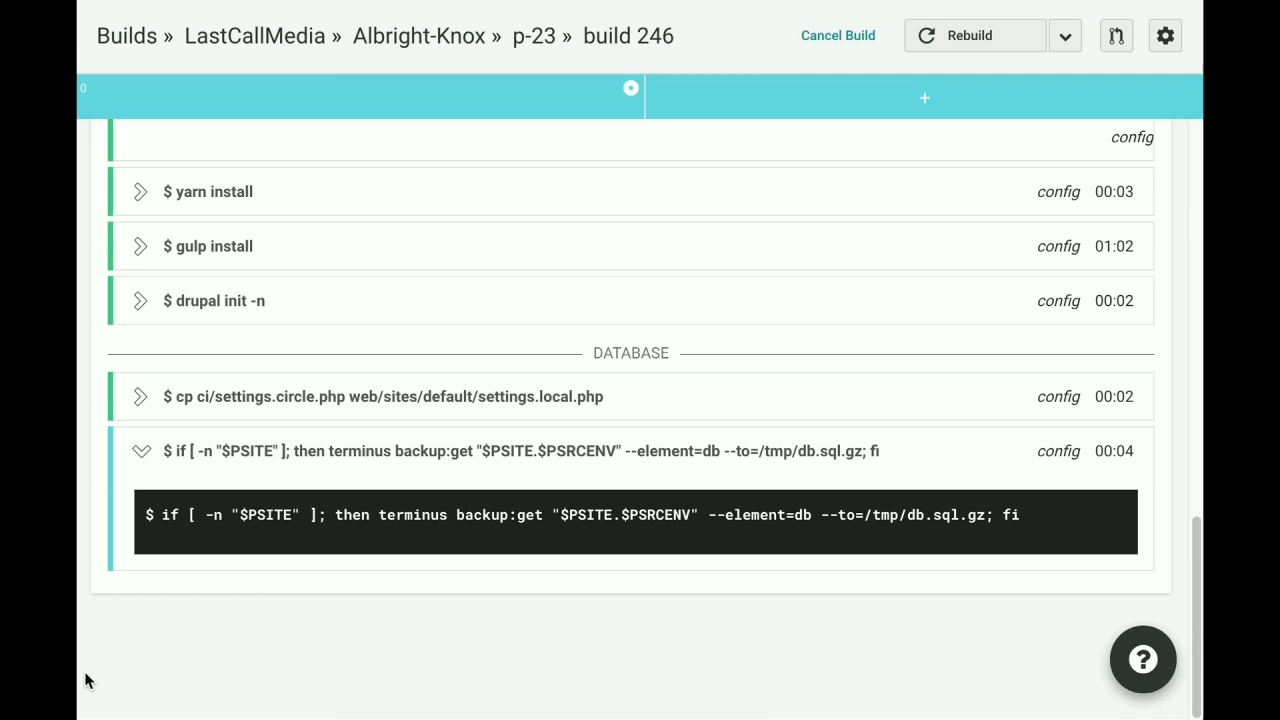 Builds » LastCallMedia » Albright-Knox » p-23 » build 246
Cancel Build
Rebuild
0
+
config
$ yarn install config 00:03
$ gulp install config 01:02
$ drupal init -n config 00:02
DATABASE
$ cp ci/settings.circle.php web/sites/default/settings.local.php config 00:02
$ if [ -n "$PSITE" ]; then terminus backup:get "$PSITE.$PSRCENV" --element=db --to=/tmp/db.sql.gz; fi config 00:04
$ if [ -n "$PSITE" ]; then terminus backup:get "$PSITE.$PSRCENV" --element=db --to=/tmp/db.sql.gz; fi
?